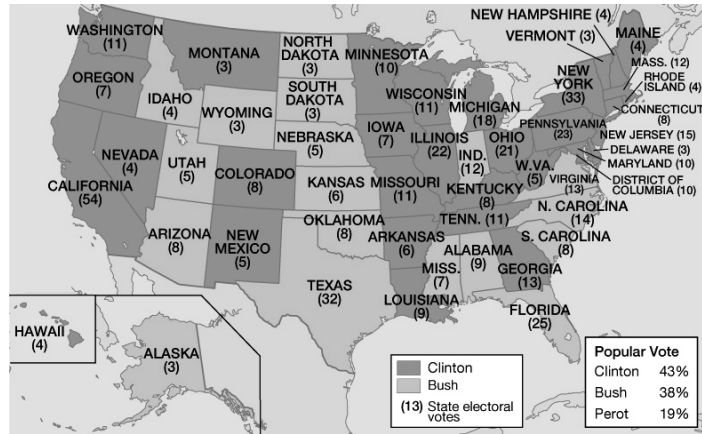 WASHINGTON
(11)
OREGON
(7)
CALIFORNIA
(54)
NEVADA
(4)
IDAHO
(4)
MONTANA
(3)
WYOMING
(3)
UTAH
(5)
COLORADO
(8)
ARIZONA
(8)
NEW
MEXICO
(5)
NORTH
DAKOTA
(3)
SOUTH
DAKOTA
(3)
NEBRASKA
(5)
KANSAS
(6)
OKLAHOMA
(8)
TEXAS
(32)
MINNESOTA
(10)
IOWA
(7)
MISSOURI
(11)
ARKANSAS
(6)
LOUISIANA
(9)
WISCONSIN
(11)
ILLINOIS
(22)
MICHIGAN
(18)
IND.
(12)
OHIO
(21)
KENTUCKY
(8)
TENN. (11)
MISS.
(7)
ALABAMA
(9)
GEORGIA
(13)
FLORIDA
(25)
S. CAROLINA
(8)
N. CAROLINA
(14)
VIRGINIA
(13)
W.VA.
(5)
PENNSYLVANIA
(23)
NEW
YORK
(33)
NEW HAMPSHIRE (4)
VERMONT (3)
MAINE
(4)
MASS. (12)
RHODE
ISLAND (4)
CONNECTICUT
(8)
NEW JERSEY (15)
DELAWARE (3)
MARYLAND (10)
DISTRICT OF
COLUMBIA (10)
HAWAII
(4)
ALASKA
(3)
Clinton
Bush
(13) State electoral
votes
Popular Vote
Clinton 43%
Bush 38%
Perot 19%